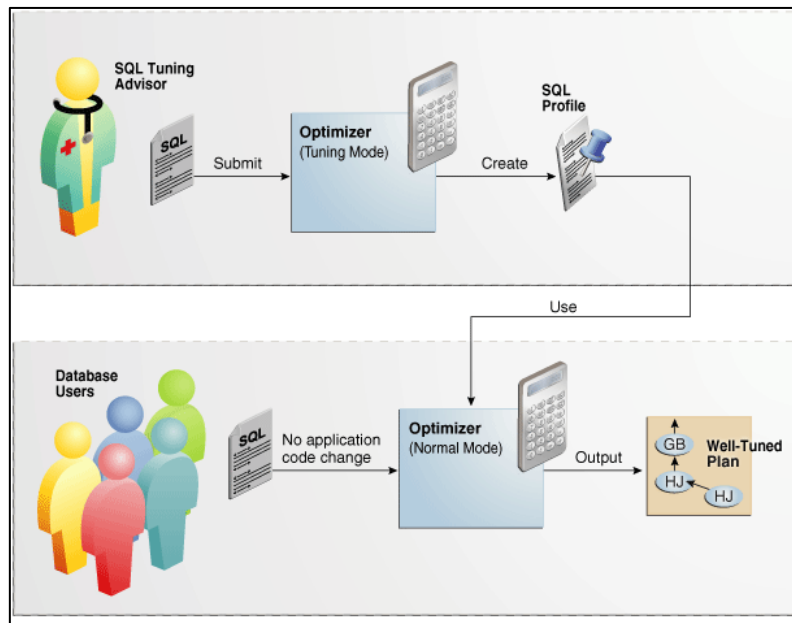 SQL Tuning
Advisor
SQL
Submit
Optimizer
(Tuning Mode)
Create
SQL
Profile
Use
Database
Users
SQL
No application
code change
Optimizer
(Normal Mode)
Output
GB
HJ
HJ
Well-Tuned
Plan